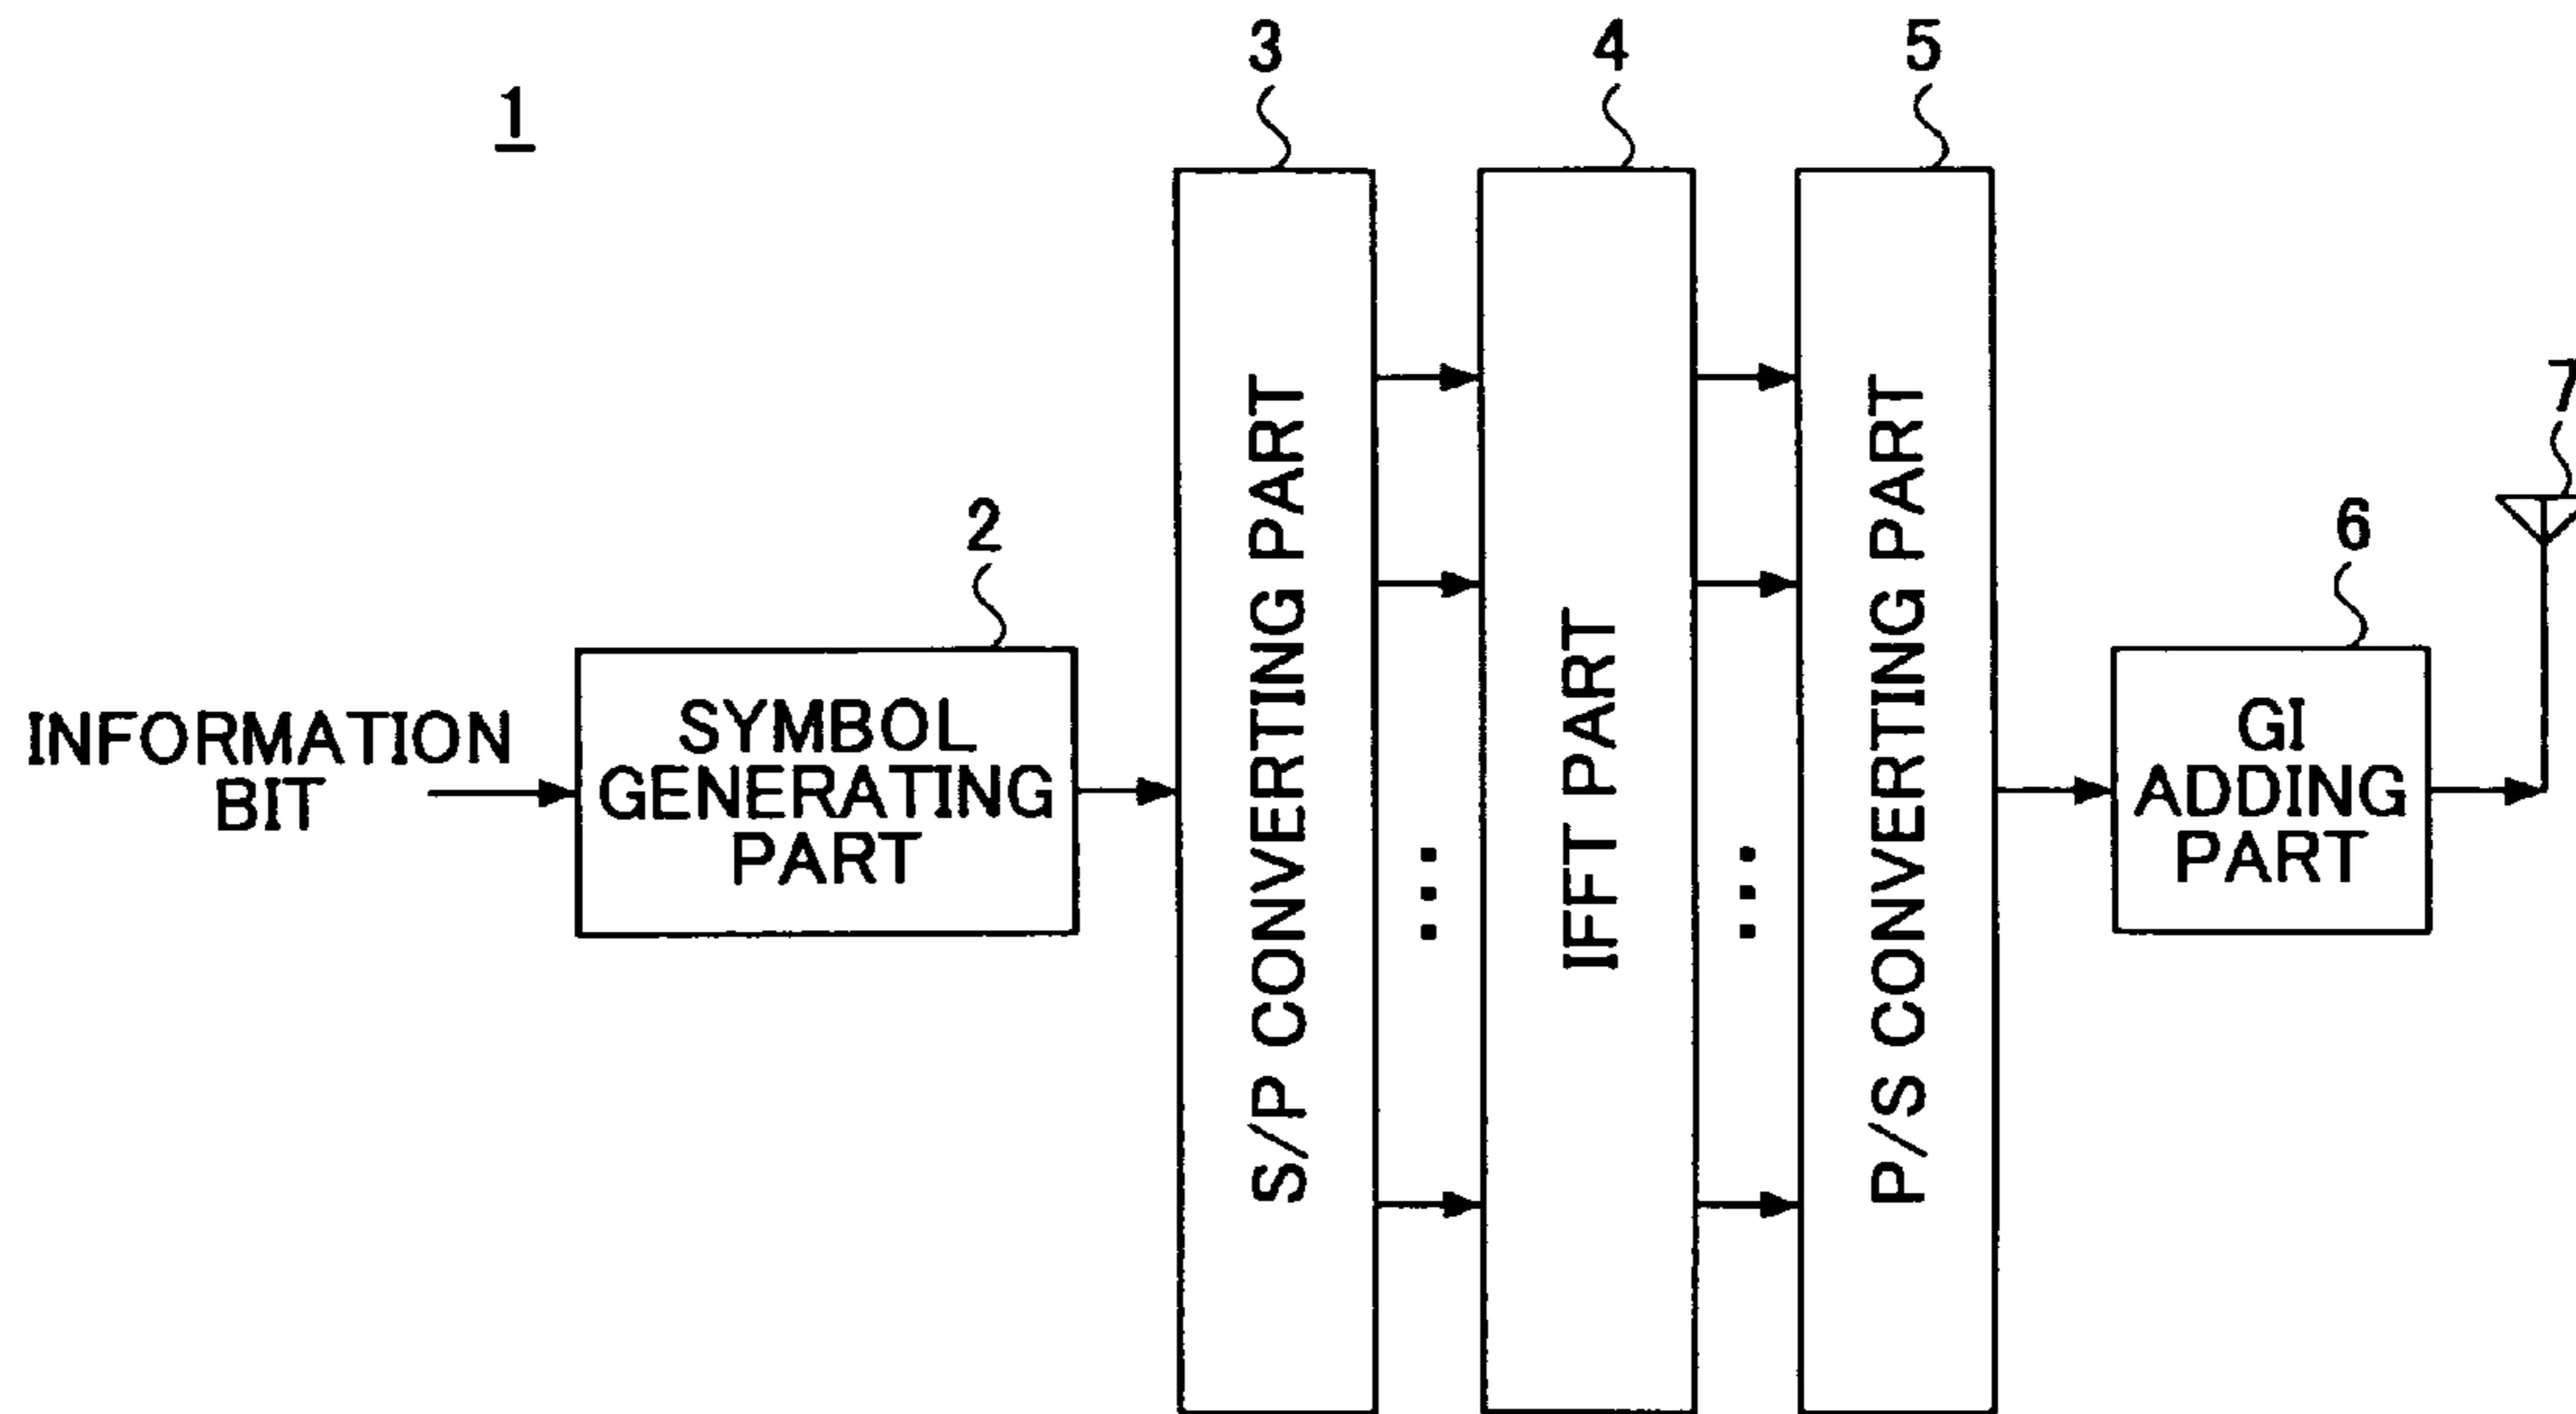 1
3
4
5
7
2
6
INFORMATION
BIT
SYMBOL
GENERATING
PART
S/P CONVERTING PART
IFFT PART
P/S CONVERTING PART
GI
ADDING
PART